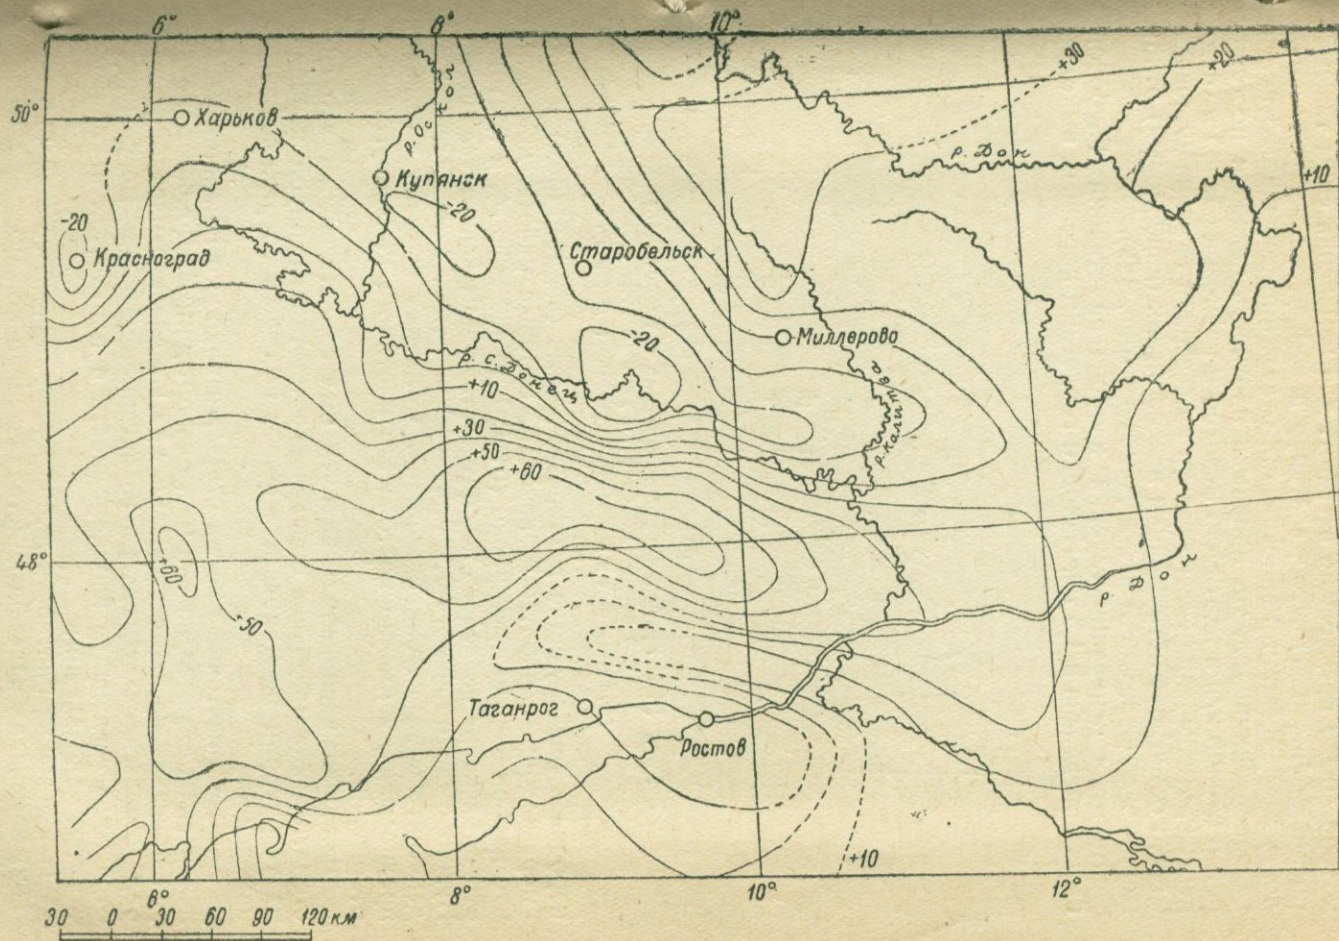 6°
8°
10°
+30
+20
50°
Харьков
р. Оскол
р. Дон
Купянск
+10
-20
-20
Красноград
Старобельск
-20
Миллерово
р. С. Донец
+10
р. Калитва
+30
+50
+60
48°
+60
р. Дон
+50
Таганрог
Ростов
+10
6°
8°
10°
12°
30 0 30 60 90 120 км